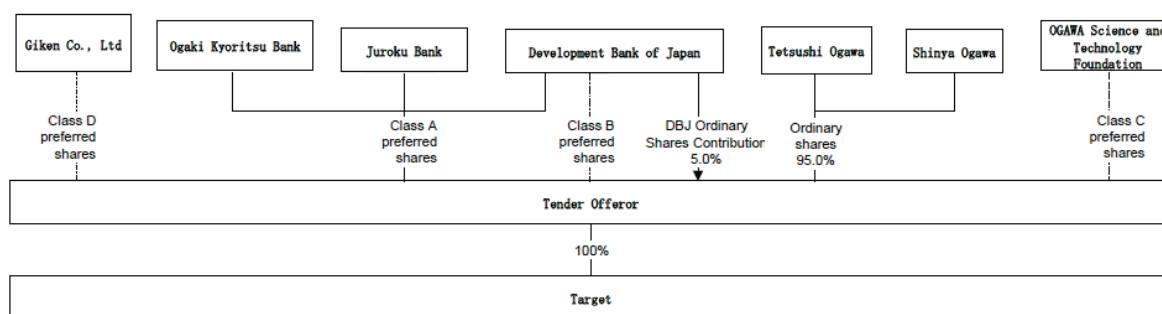 Giken Co., Ltd
Ogaki Kyoritsu Bank
Juroku Bank
Development Bank of Japan
Tetsushi Ogawa
Shinya Ogawa
OGAWA Science and
Technology
Foundation
Class D
preferred
shares
Class A
preferred
shares
Class B
preferred
shares
DBJ Ordinary
Shares Contribution
5.0%
Ordinary
shares
95.0%
Class C
preferred
shares
Tender Offeror
100%
Target